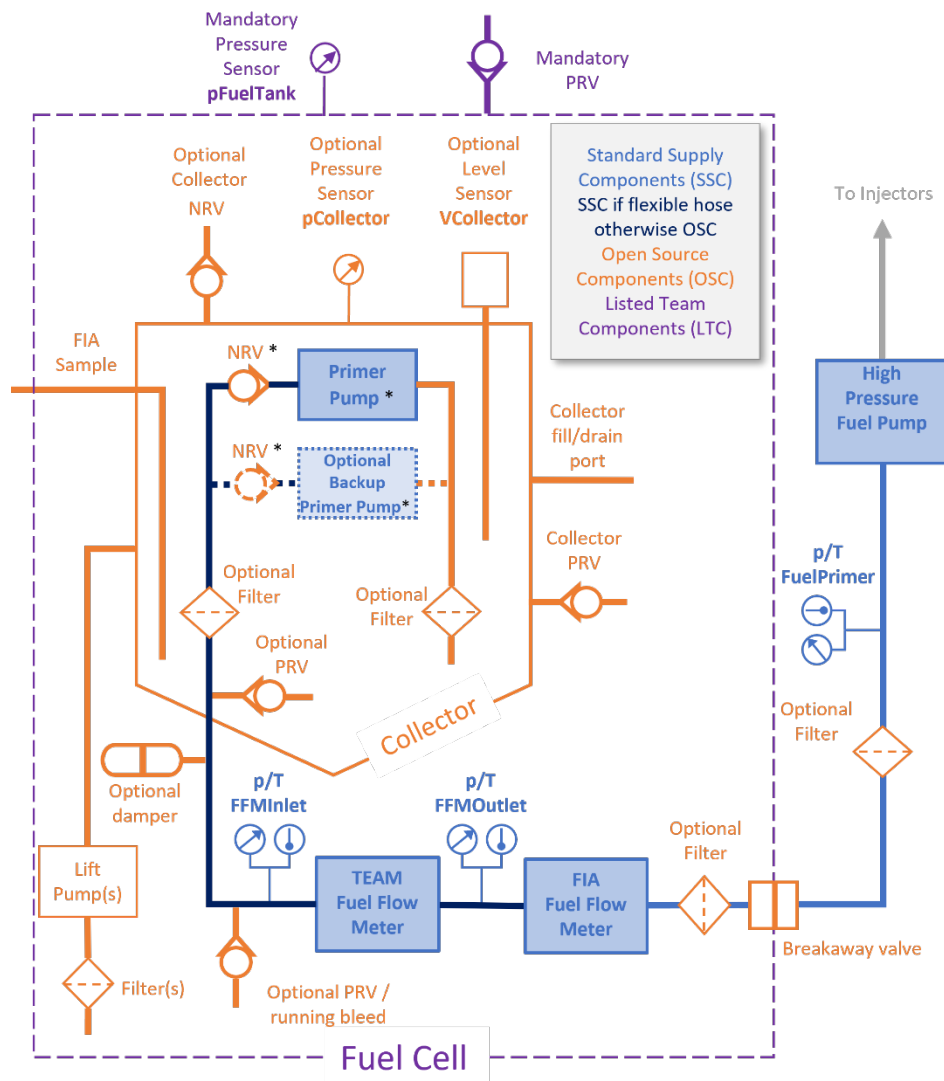 Mandatory
Pressure
Sensor
pFuelTank
Mandatory
PRV
Optional
Collector
NRV
Optional
Pressure
Sensor
pCollector
Optional
Level
Sensor
VCollector
Standard Supply
Components (SSC)
SSC if flexible hose
otherwise OSC
Open Source
Components (OSC)
Listed Team
Components (LTC)
To Injectors
FIA
Sample
NRV *
Primer
Pump *
High
Pressure
Fuel Pump
Collector
fill/drain
port
NRV *
Optional
Backup
Primer Pump*
Collector
PRV
p/T
FuelPrimer
Optional
Filter
Optional
Filter
Optional
PRV
Collector
Optional
Filter
Optional
damper
p/T
FFMInlet
p/T
FFMOutlet
Optional
Filter
Lift
Pump(s)
TEAM
Fuel Flow
Meter
FIA
Fuel Flow
Meter
Breakaway valve
Filter(s)
Optional PRV /
running bleed
Fuel Cell